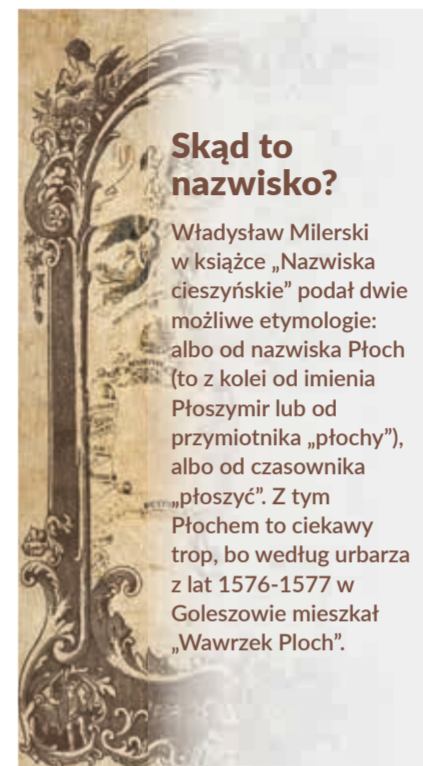 Skąd to
nazwisko?
Władysław Milerski
w książce „Nazwiska
cieszyńskie” podał dwie
możliwe etymologie:
albo od nazwiska Płoch
(to z kolei od imienia
Płoszymir lub od
przymiotnika „płochy”),
albo od czasownika
„płoszyć”. Z tym
Płochem to ciekawy
trop, bo według urbarza
z lat 1576-1577 w
Goleszowie mieszkał
„Wawrzek Ploch”.